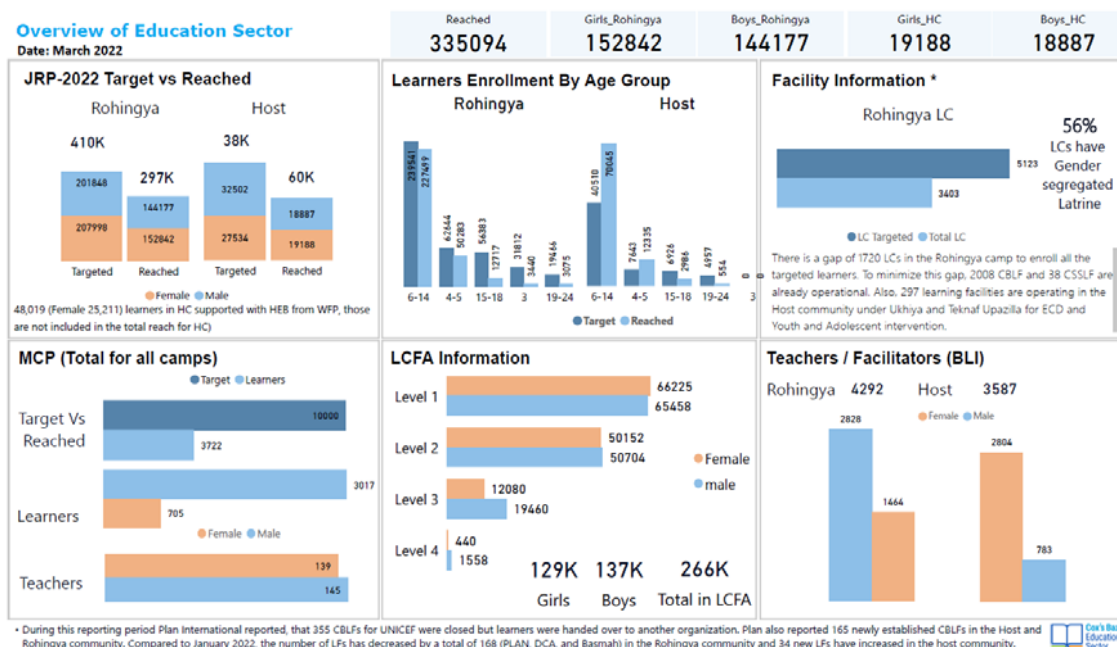 Overview of Education Sector
Date: March 2022
Reached
335094
Girls_Rohingya
152842
Boys_Rohingya
144177
Girls_HC
19188
Boys_HC
18887
JRP-2022 Target vs Reached
Rohingya
Host
410K
38K
297K
60K
201848
144177
32502
18887
207998
152842
27534
19188
Targeted
Reached
Targeted
Reached
Female
Male
48,019 (Female 25,211) learners in HC supported with HEB from WFP, those
are not included in the total reach for HC)
Learners Enrollment By Age Group
Rohingya
Host
239541
227499
62644
50283
56383
12717
31812
3440
19466
3075
40510
70045
7643
12335
6926
2986
4957
554
0
0
6-14
4-5
15-18
3
19-24
6-14
4-5
15-18
19-24
3
Target
Reached
Facility Information *
Rohingya LC
5123
3403
56%
LCs have
Gender
segregated
Latrine
LC Targeted
Total LC
There is a gap of 1720 LCs in the Rohingya camp to enroll all the
targeted learners. To minimize this gap, 2008 CBLF and 38 CSSLF are
already operational. Also, 297 learning facilities are operating in the
Host community under Ukhiya and Teknaf Upazilla for ECD and
Youth and Adolescent intervention.
MCP (Total for all camps)
Target
Learners
Target Vs
Reached
10000
3722
Learners
3017
705
Female
Male
Teachers
139
145
LCFA Information
Level 1
66225
65458
Level 2
50152
50704
Female
male
Level 3
12080
19460
Level 4
440
1558
129K
137K
266K
Girls
Boys
Total in LCFA
Teachers / Facilitators (BLI)
Rohingya
4292
Host
3587
Female
Male
2828
1464
2804
783
• During this reporting period Plan International reported, that 355 CBLFs for UNICEF were closed but learners were handed over to another organization. Plan also reported 165 newly established CBLFs in the Host and
Rohingya community. Compared to January 2022, the number of LFs has decreased by a total of 168 (PLAN, DCA, and Basmah) in the Rohingya community and 34 new LFs have increased in the host community.
Cox's Baz
Education
Sector